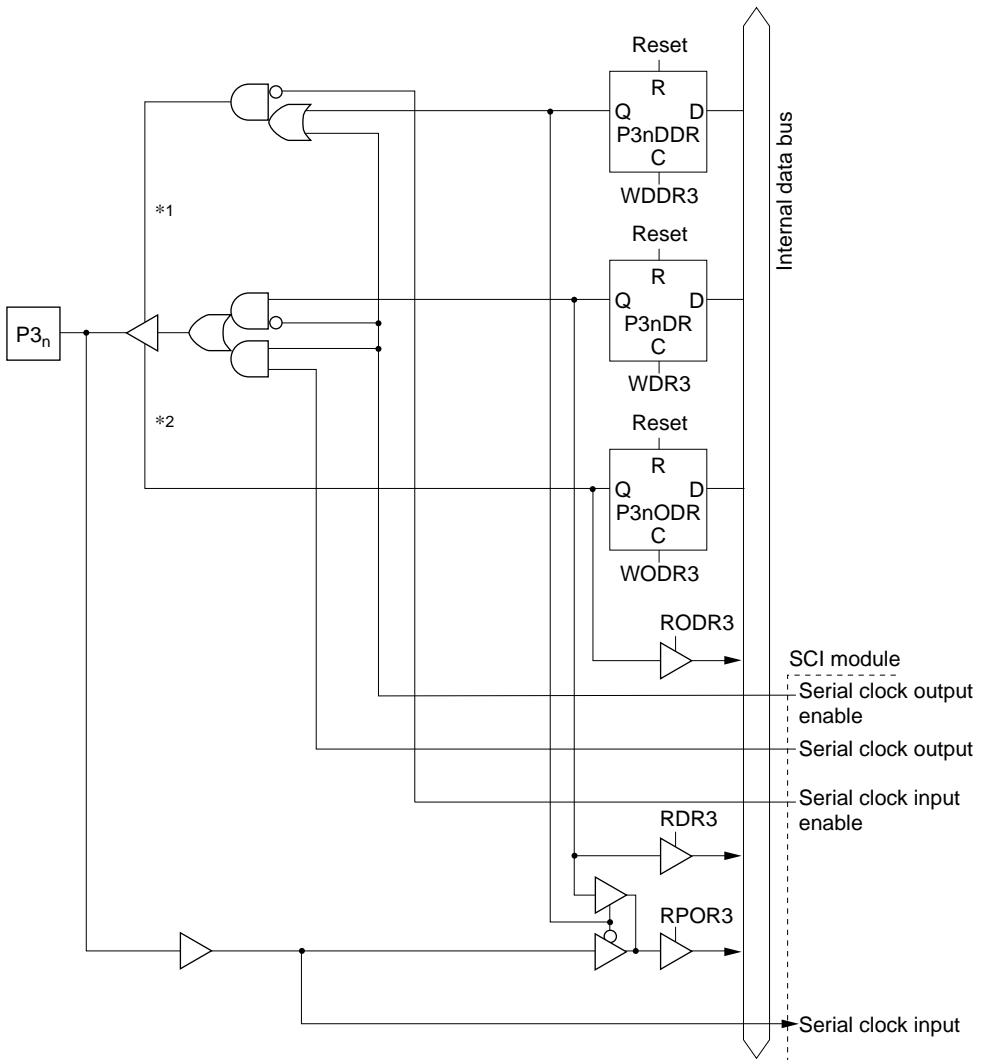 Reset
R
Q D
P3nDDR
C
WDDR3
Internal data bus
*1
Reset
R
Q D
P3nDR
C
WDR3
P3n
*2
Reset
R
Q D
P3nODR
C
WODR3
RODR3
SCI module
Serial clock output
enable
Serial clock output
Serial clock input
enable
RDR3
RPOR3
Serial clock input